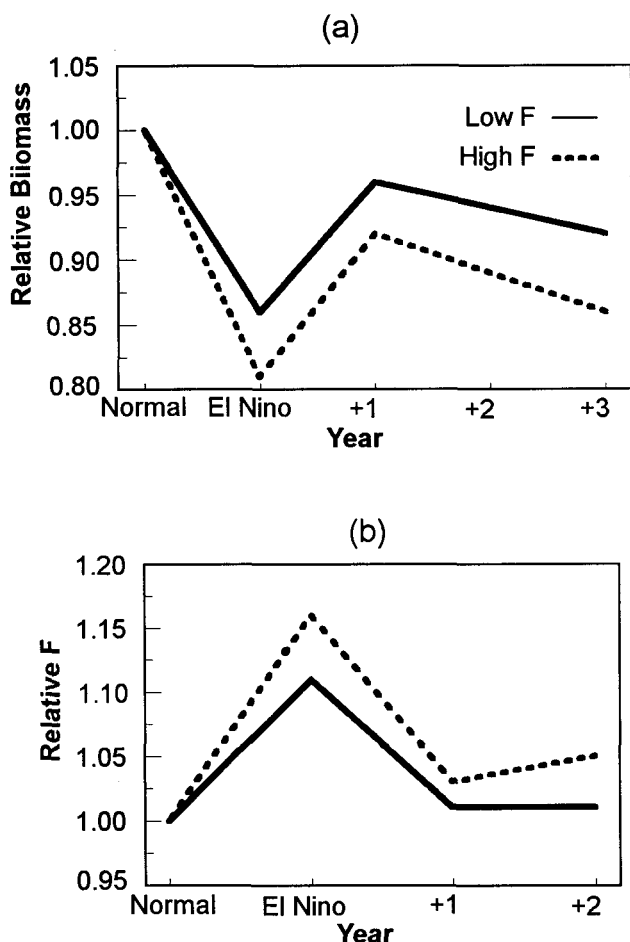 (a)
Relative Biiomass
1.05
1.00
0.95
0.90
0.85
0.80
Low F
High F
Normal El Nino +1 +2 +3
Year
(b)
Relative F
1.20
1.15
1.10
1.05
1.00
0.95
Normal El Nino +1 +2
Year